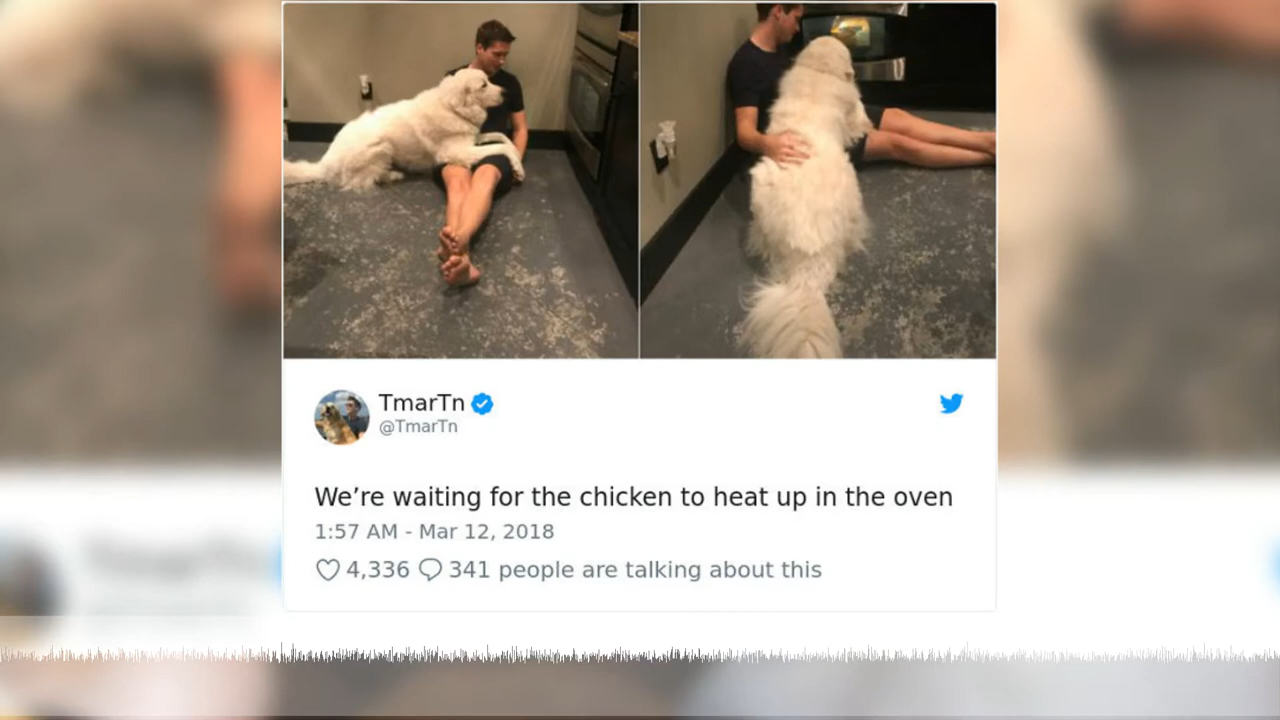 TmarTn
@TmarTn
We’re waiting for the chicken to heat up in the oven
1:57 AM - Mar 12, 2018
4,336 341 people are talking about this